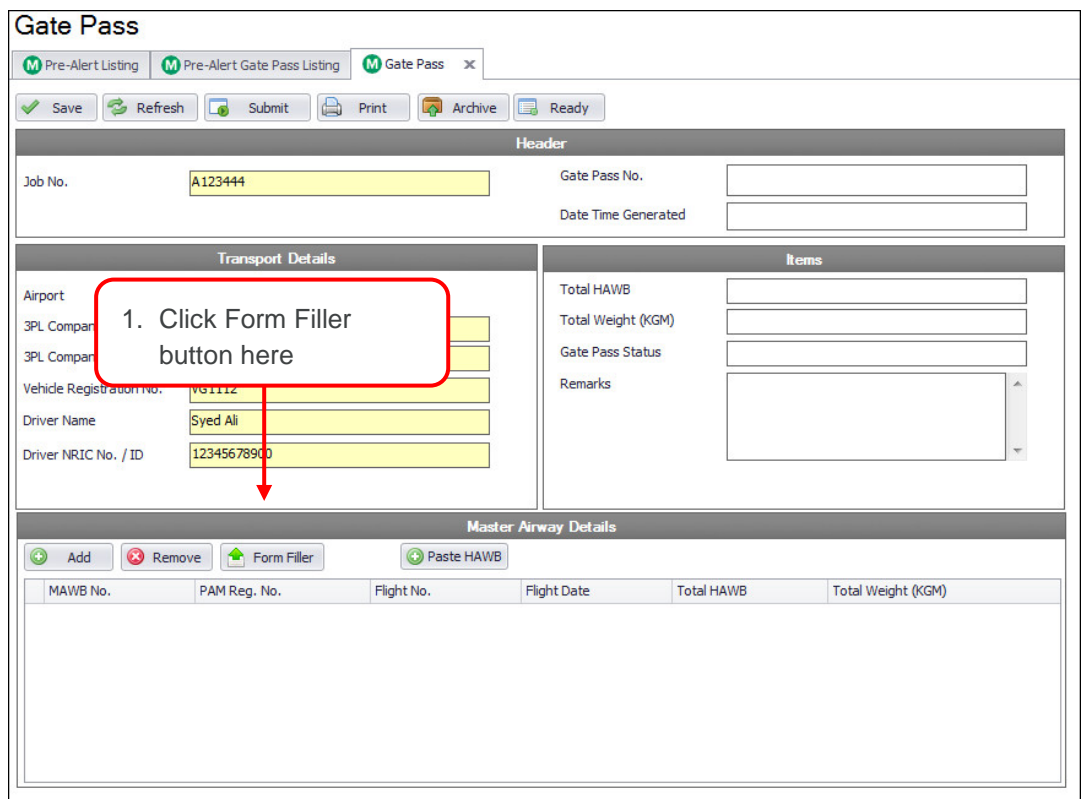 Gate Pass
M Pre-Alert Listing M Pre-Alert Gate Pass Listing M Gate Pass x
Save Refresh Submit Print Archive Ready
Header
Job No. A123444 Gate Pass No.
Date Time Generated
Transport Details
Airport
3PL Compan
3PL Compan
Vehicle Registration No. VG1112
Driver Name Syed Ali
Driver NRIC No. / ID 12345678900
1. Click Form Filler
button here
Items
Total HAWB
Total Weight (KGM)
Gate Pass Status
Remarks
Master Airway Details
Add Remove Form Filler Paste HAWB
MAWB No. PAM Reg. No. Flight No. Flight Date Total HAWB Total Weight (KGM)